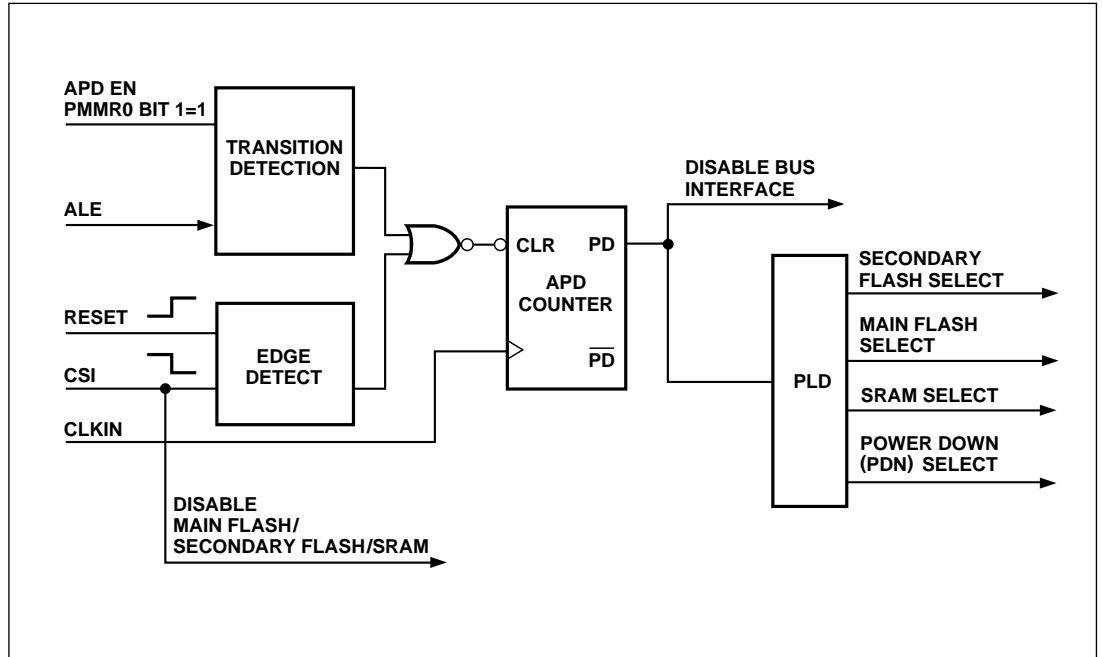 APD EN
PMMR0 BIT 1=1
TRANSITION
DETECTION
ALE
RESET
CSI
CLKIN
EDGE
DETECT
DISABLE
MAIN FLASH/
SECONDARY FLASH/SRAM
CLR PD
APD
COUNTER
PD
DISABLE BUS
INTERFACE
PLD
SECONDARY
FLASH SELECT
MAIN FLASH
SELECT
SRAM SELECT
POWER DOWN
(PDN) SELECT